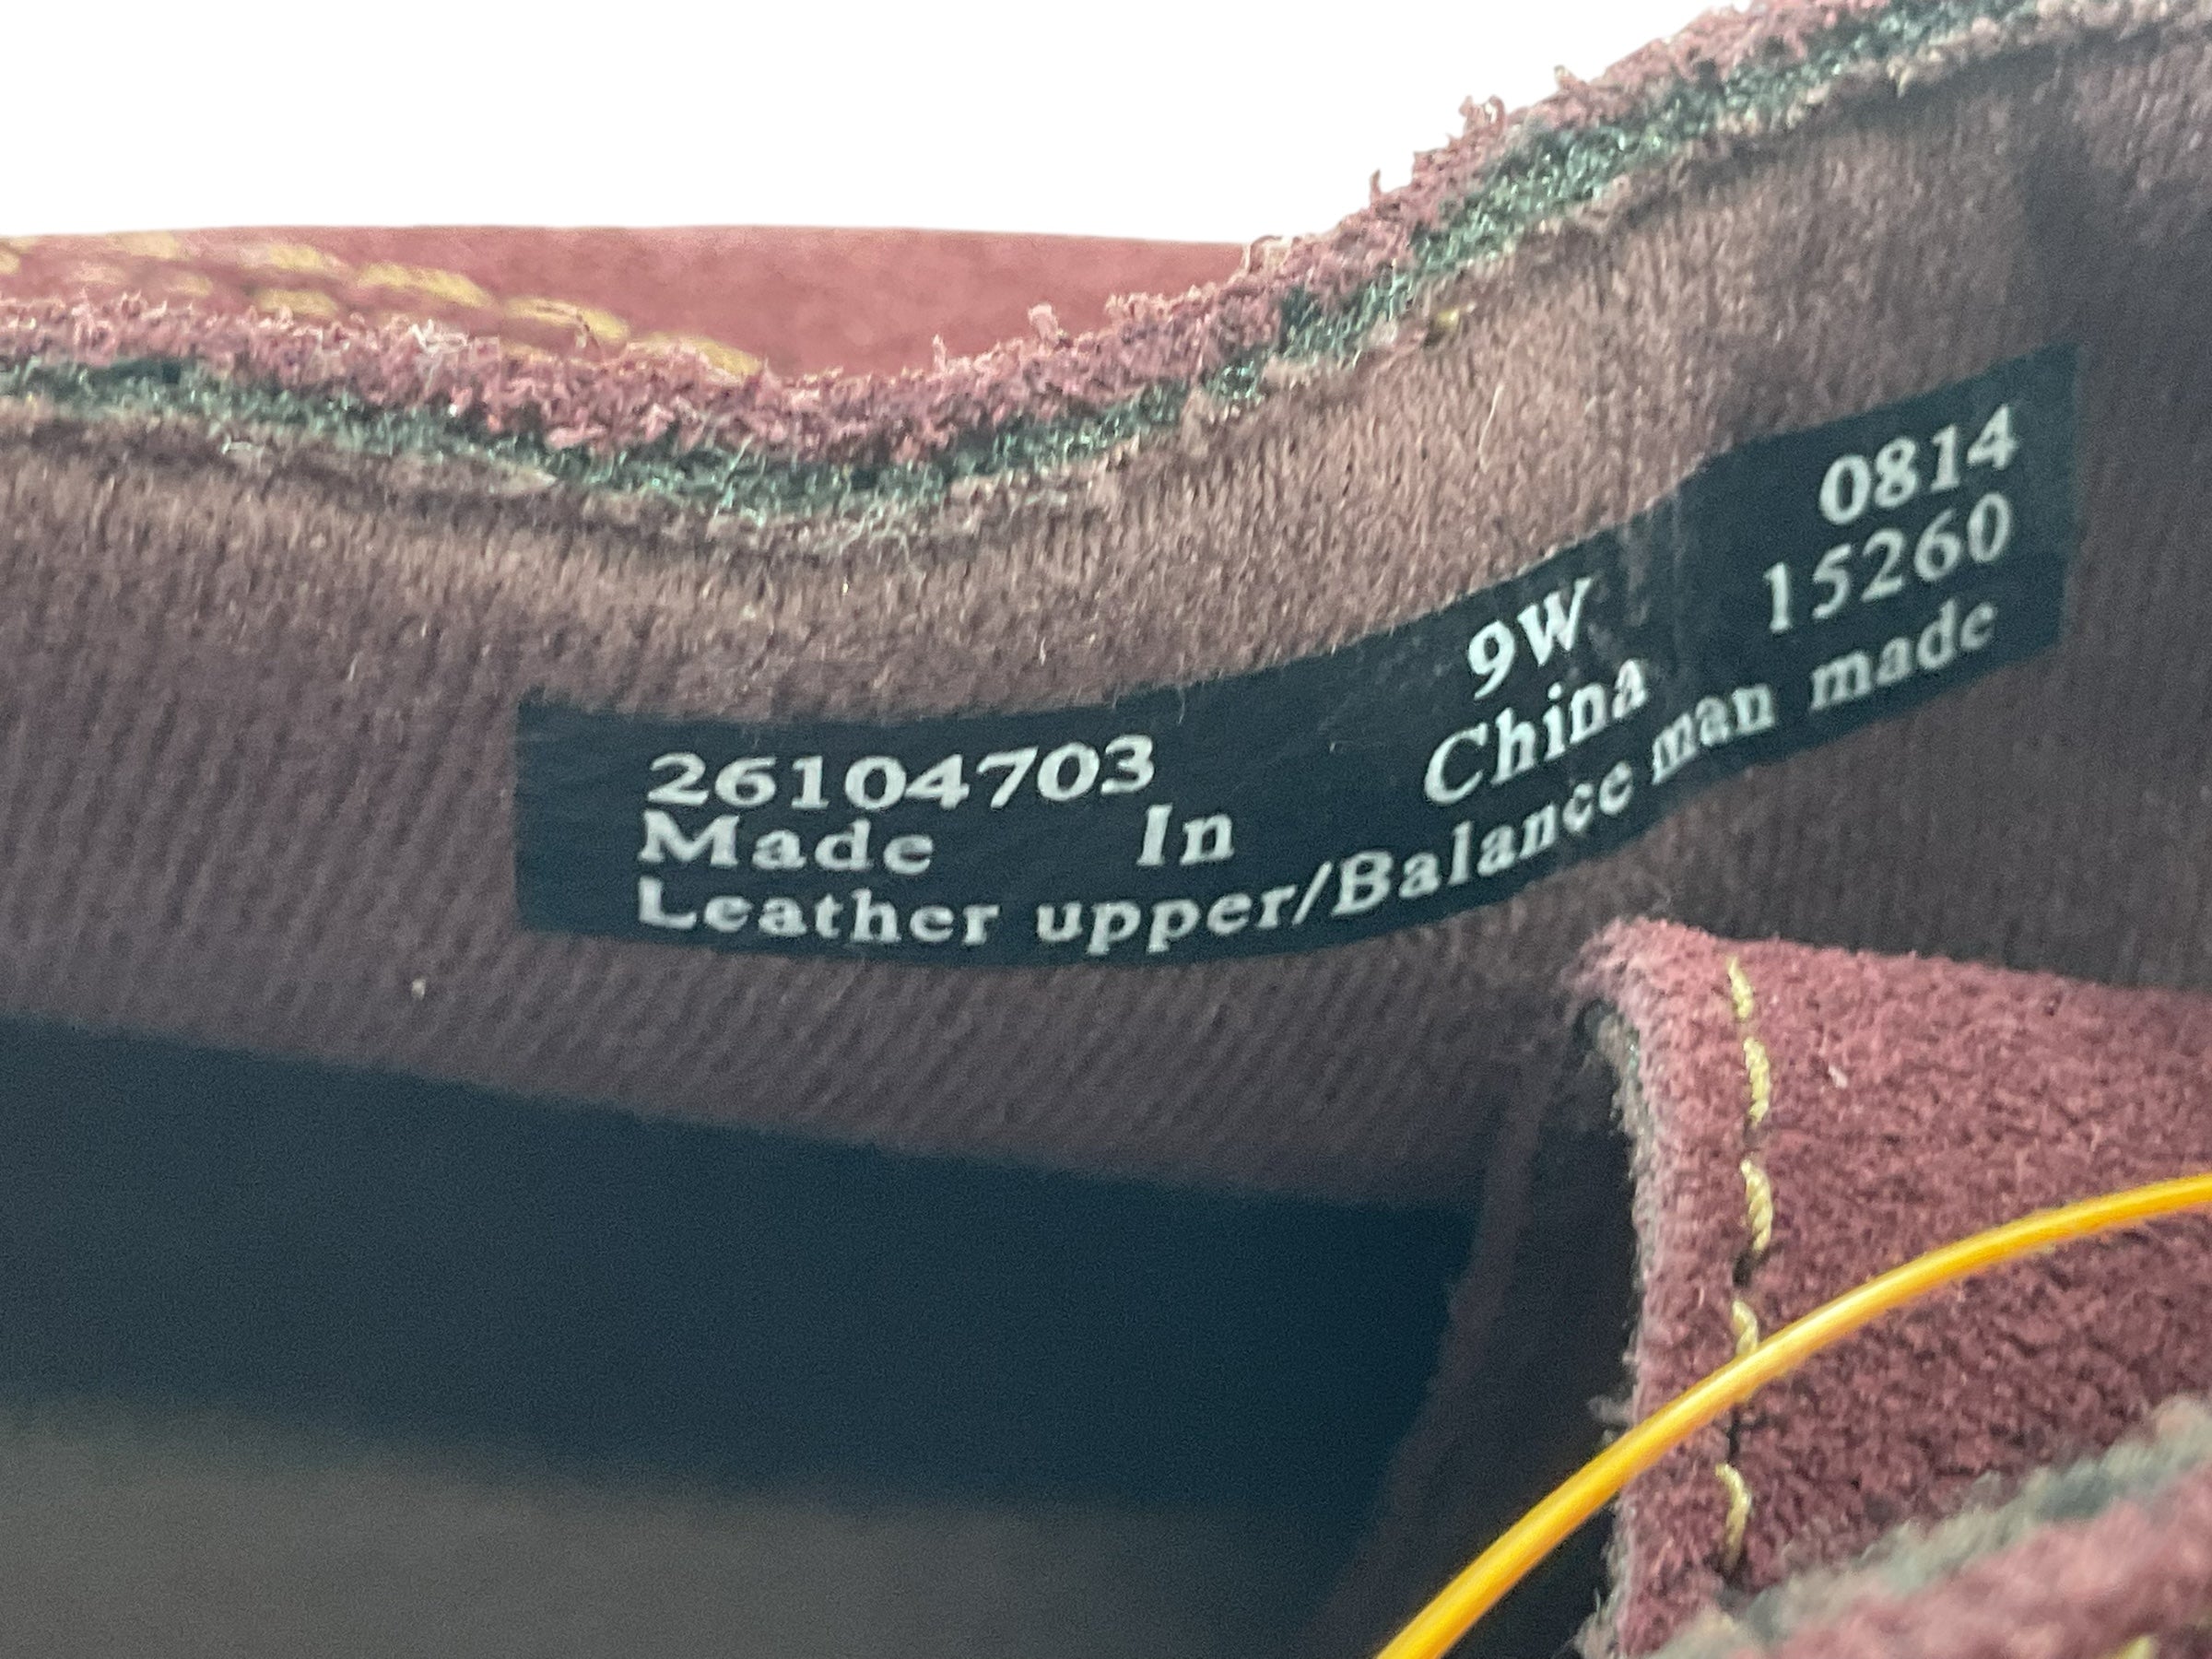 26104703 9W 0814
Made In China 15260
Leather upper/Balance man made